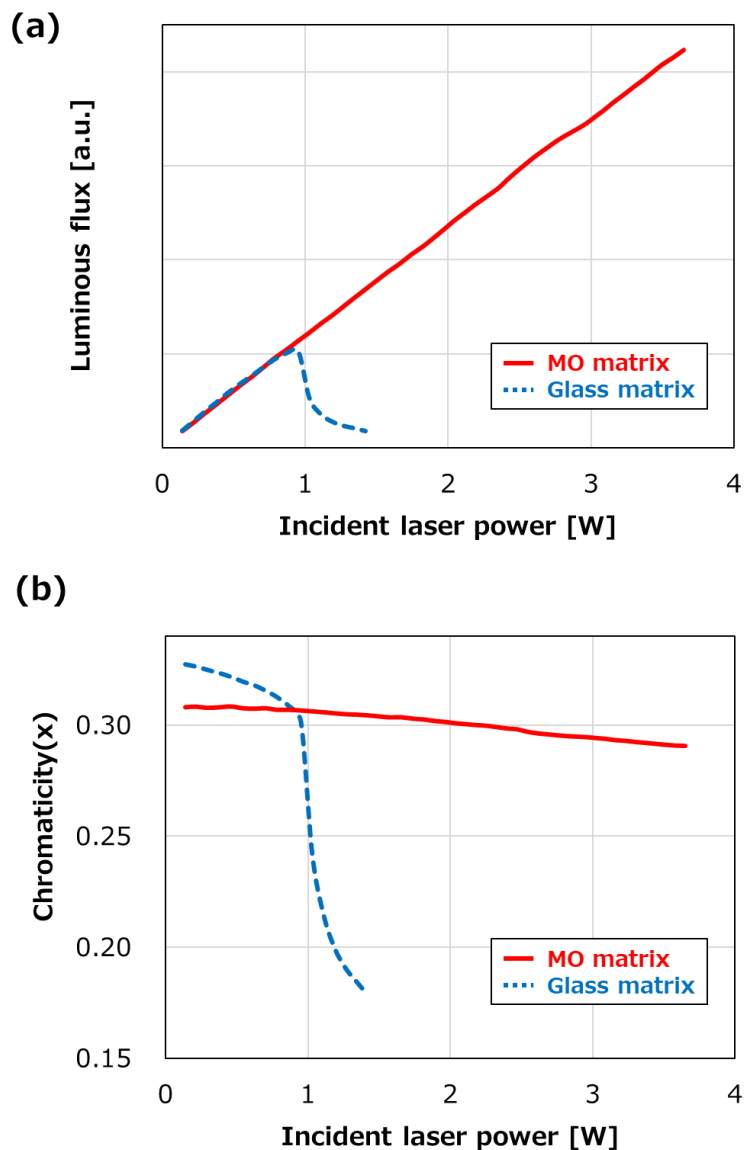 (a)
Luminous flux [a.u.]
MO matrix
Glass matrix
0 1 2 3 4
Incident laser power [W]
(b)
Chromaticity(x)
0.30
0.25
0.20
0.15
MO matrix
Glass matrix
0 1 2 3 4
Incident laser power [W]